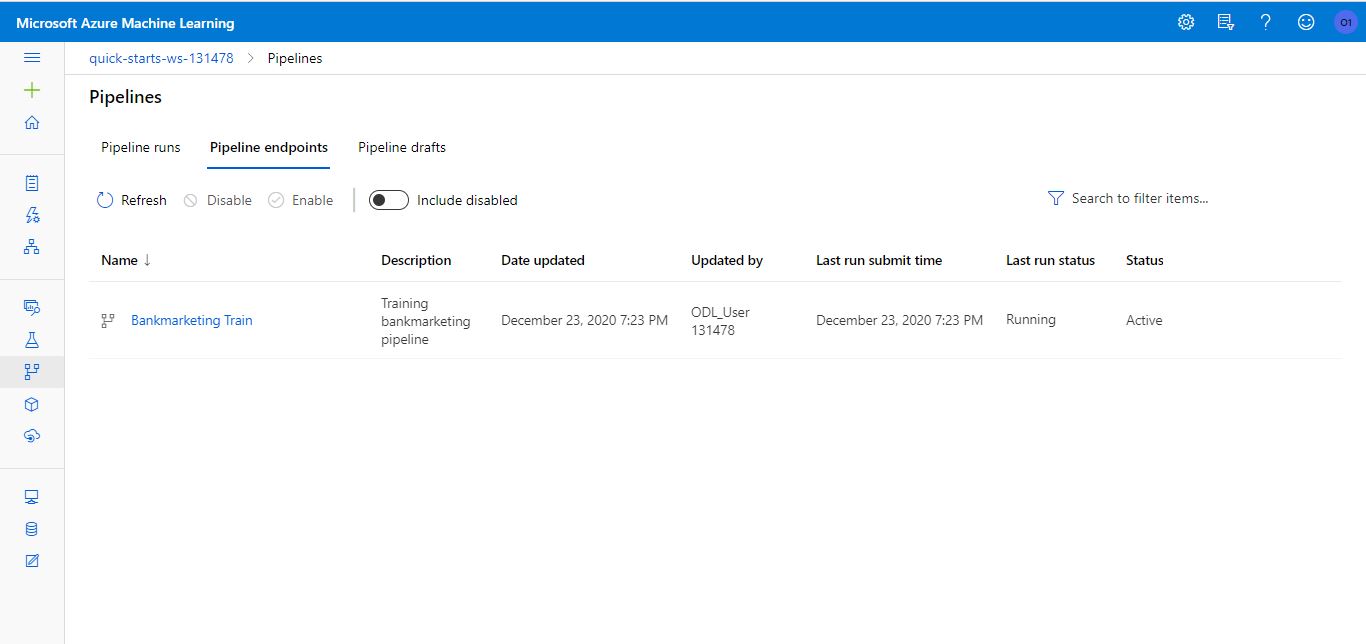 Microsoft Azure Machine Learning
?
O1
quick-starts-ws-131478 > Pipelines
Pipelines
Pipeline runs Pipeline endpoints Pipeline drafts
Refresh Disable Enable Include disabled Search to filter items...
Name ↓ Description Date updated Updated by Last run submit time Last run status Status
Bankmarketing Train Training bankmarketing pipeline December 23, 2020 7:23 PM ODL_User 131478 December 23, 2020 7:23 PM Running Active